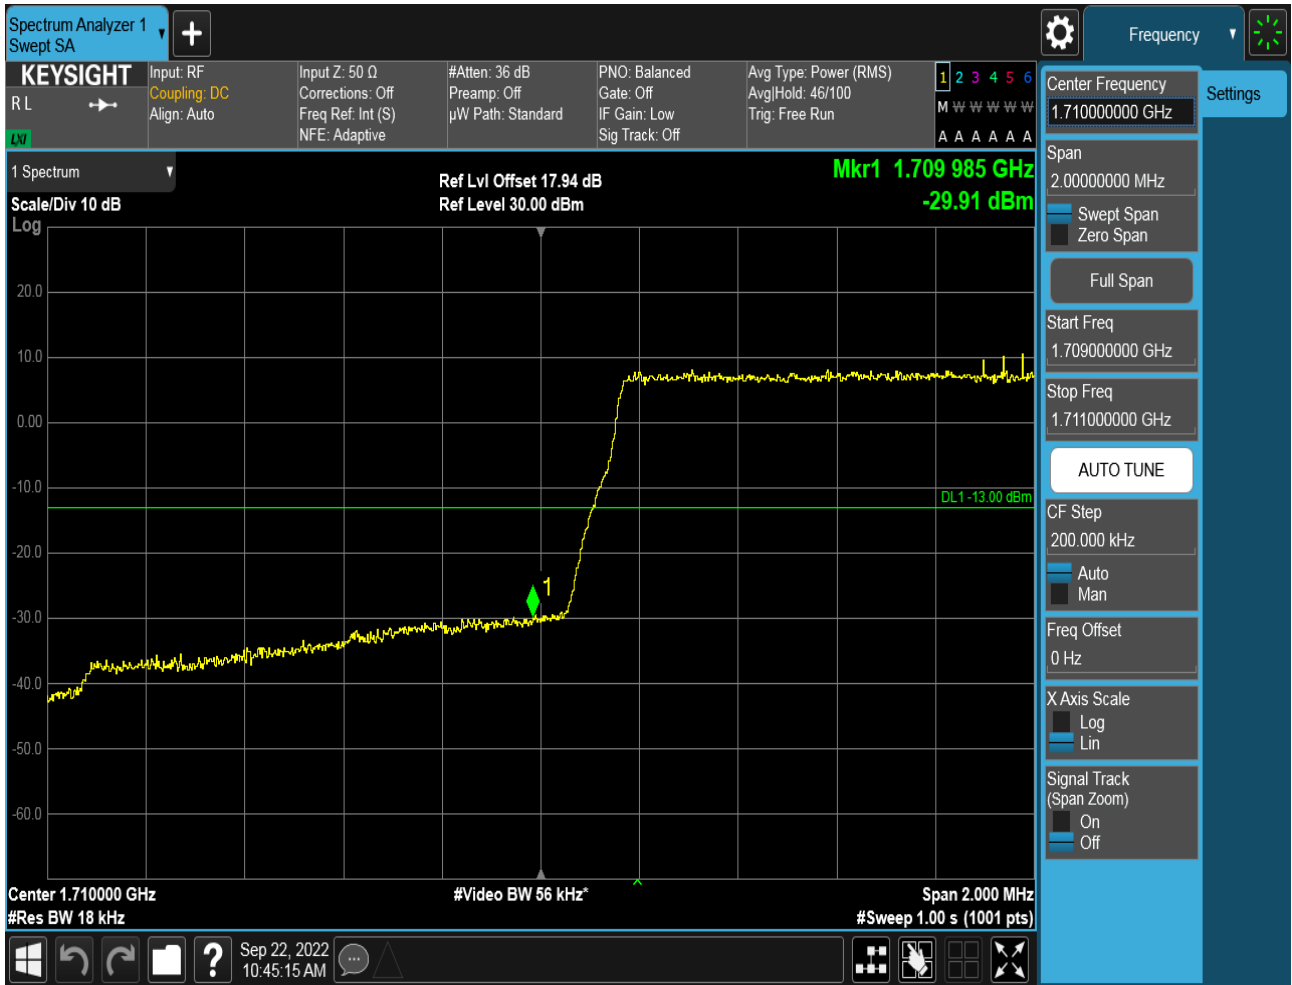 Spectrum Analyzer 1
Swept SA
Frequency
KEYSIGHT
R L
LXI
Input: RF
Coupling: DC
Align: Auto
Input Z: 50 Ω
Corrections: Off
Freq Ref: Int (S)
NFE: Adaptive
#Atten: 36 dB
Preamp: Off
µW Path: Standard
PNO: Balanced
Gate: Off
IF Gain: Low
Sig Track: Off
Avg Type: Power (RMS)
Avg|Hold: 46/100
Trig: Free Run
1 2 3 4 5 6
M W W W W W
A A A A A A
1 Spectrum
Scale/Div 10 dB
Log
Ref Lvl Offset 17.94 dB
Ref Level 30.00 dBm
Mkr1 1.709 985 GHz
-29.91 dBm
20.0
10.0
0.00
-10.0
DL1 -13.00 dBm
-20.0
1
-30.0
-40.0
-50.0
-60.0
Center 1.710000 GHz
#Video BW 56 kHz*
Span 2.000 MHz
#Res BW 18 kHz
#Sweep 1.00 s (1001 pts)
Sep 22, 2022
10:45:15 AM
Center Frequency
1.710000000 GHz
Settings
Span
2.00000000 MHz
Swept Span
Zero Span
Full Span
Start Freq
1.709000000 GHz
Stop Freq
1.711000000 GHz
AUTO TUNE
CF Step
200.000 kHz
Auto
Man
Freq Offset
0 Hz
X Axis Scale
Log
Lin
Signal Track
(Span Zoom)
On
Off